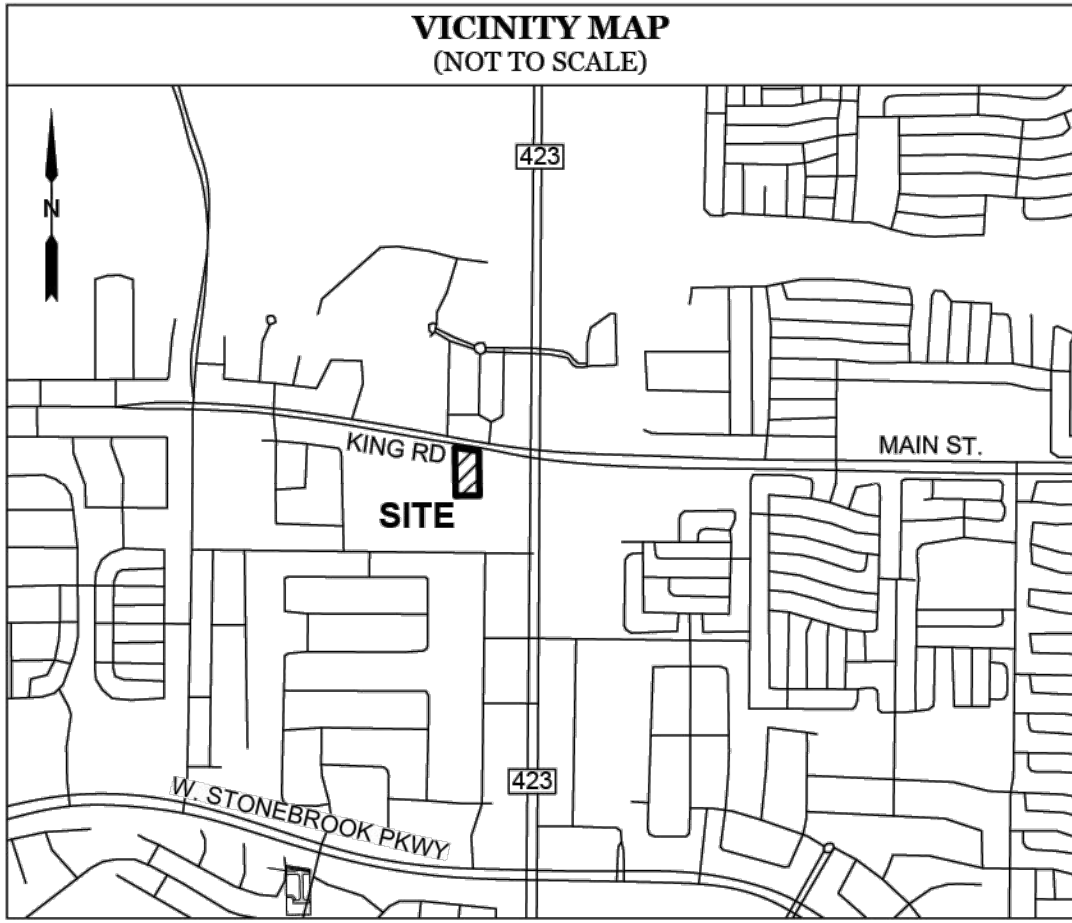 VICINITY MAP
(NOT TO SCALE)
423
N
KING RD
MAIN ST.
SITE
423
W. STONEBROOK PKWY